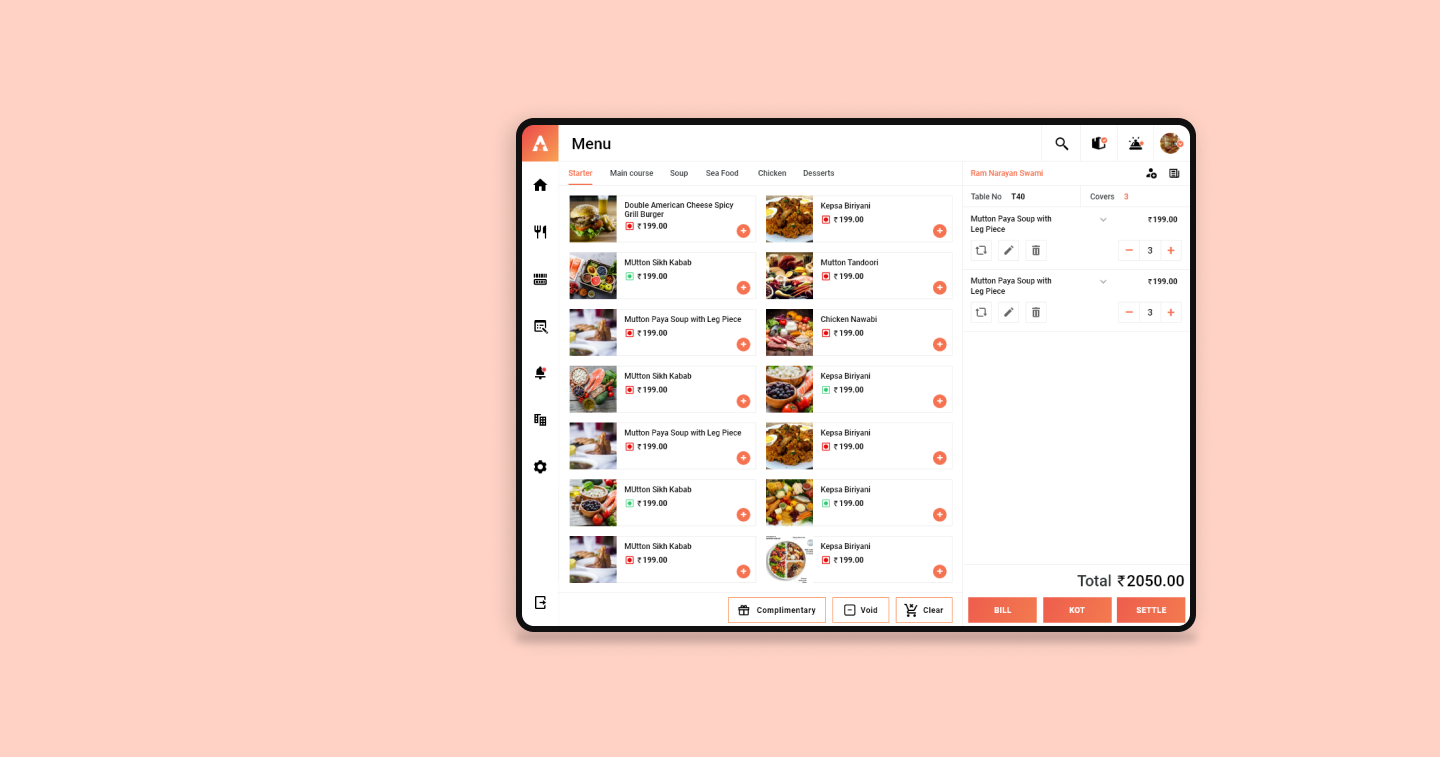 Menu
Starter Main course Soup Sea Food Chicken Desserts
Double American Cheese Spicy
Grill Burger
₹ 199.00
Kepsa Biriyani
₹ 199.00
MUtton Sikh Kabab
₹ 199.00
Mutton Tandoori
₹ 199.00
Mutton Paya Soup with Leg Piece
₹ 199.00
Chicken Nawabi
₹ 199.00
MUtton Sikh Kabab
₹ 199.00
Kepsa Biriyani
₹ 199.00
Mutton Paya Soup with Leg Piece
₹ 199.00
Kepsa Biriyani
₹ 199.00
MUtton Sikh Kabab
₹ 199.00
Kepsa Biriyani
₹ 199.00
MUtton Sikh Kabab
₹ 199.00
Kepsa Biriyani
₹ 199.00
Complimentary Void Clear
Ram Narayan Swami
Table No T40 Covers 3
Mutton Paya Soup with
Leg Piece
₹ 199.00
3
Mutton Paya Soup with
Leg Piece
₹ 199.00
3
Total ₹ 2050.00
BILL KOT SETTLE